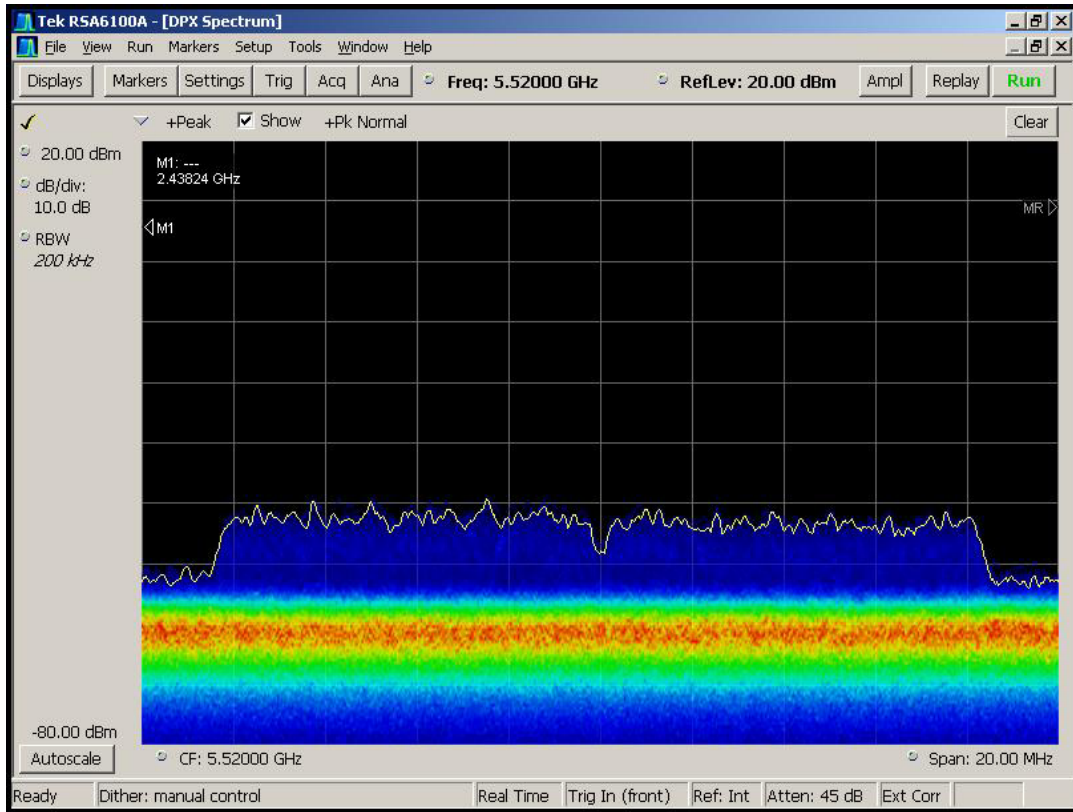 Tek RSA6100A - [DPX Spectrum]
File View Run Markers Setup Tools Window Help
Displays Markers Settings Trig Acq Ana Freq: 5.52000 GHz RefLev: 20.00 dBm Ampl Replay Run
+Peak Show +Pk Normal Clear
20.00 dBm
dB/div:
10.0 dB
RBW
200 kHz
M1: ---
2.43824 GHz
MR
M1
-80.00 dBm
Autoscale CF: 5.52000 GHz Span: 20.00 MHz
Ready Dither: manual control Real Time Trig In (front) Ref: Int Atten: 45 dB Ext Corr